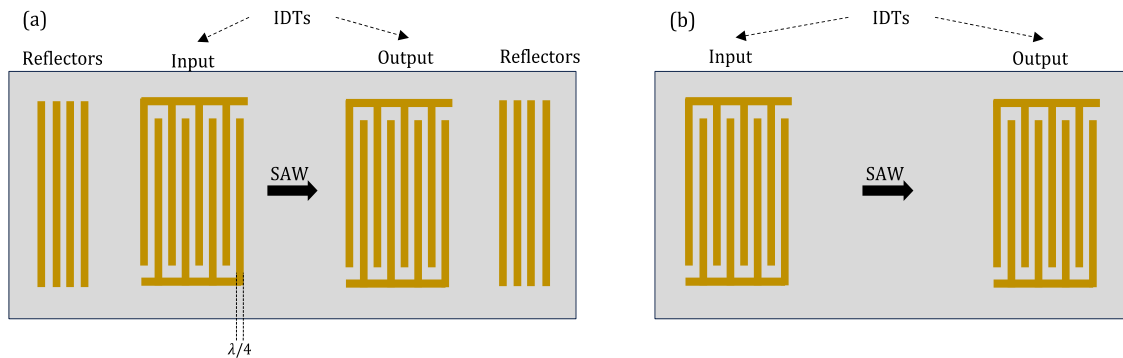 (a)
IDTs
Reflectors
Input
Output
Reflectors
SAW
λ/4
(b)
IDTs
Input
Output
SAW